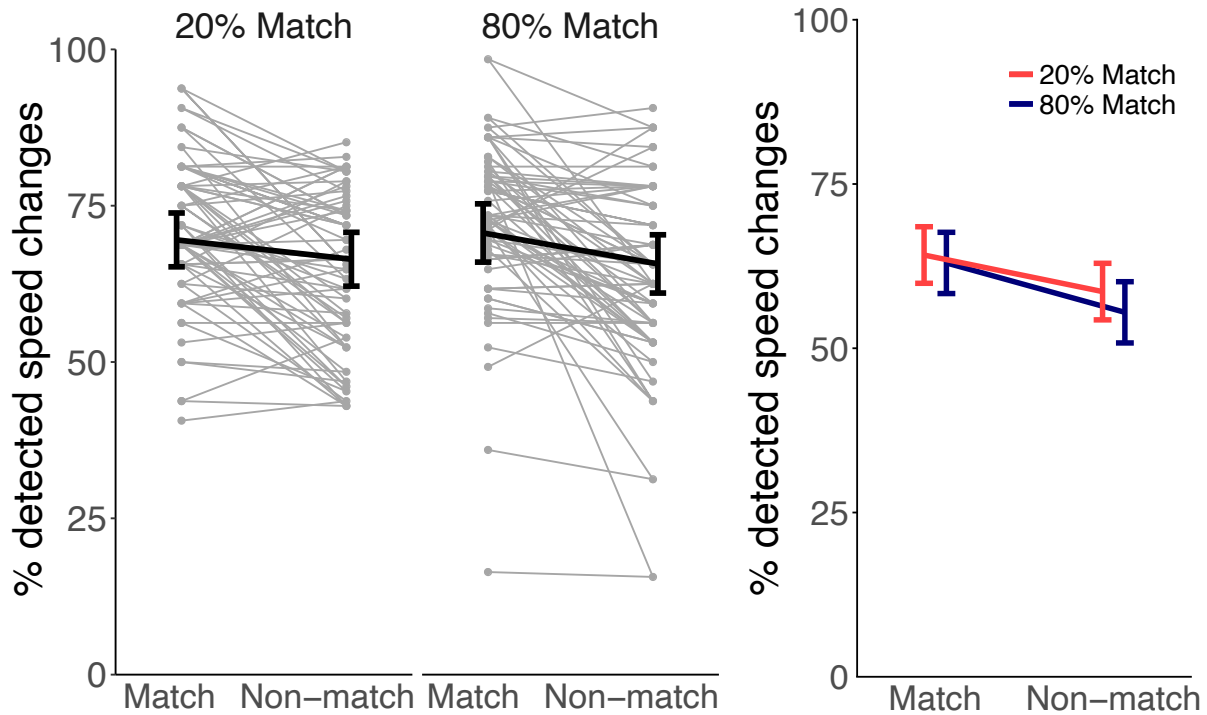 20% Match
80% Match
% detected speed changes
100
75
50
25
0
Match
Non−match
Match
Non−match
% detected speed changes
100
75
50
25
0
20% Match
80% Match
Match
Non−match